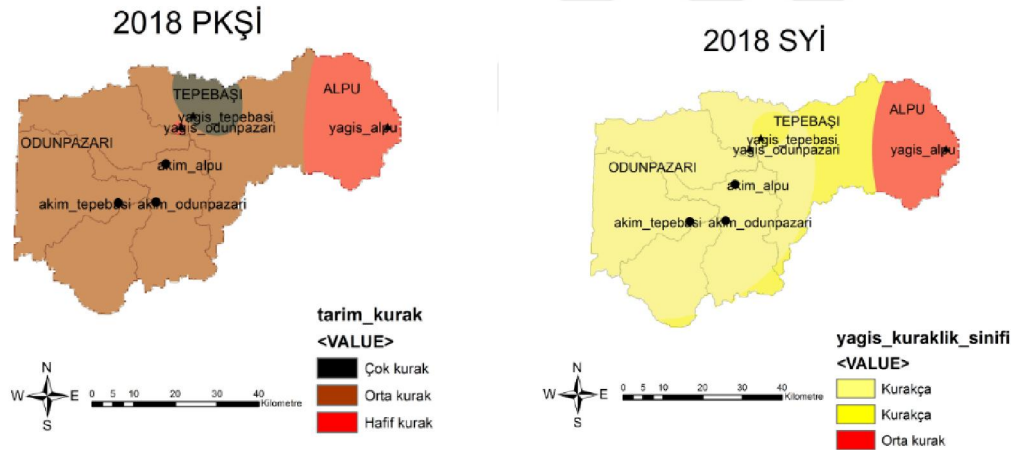 2018 PKŞİ
TEPEBAŞI
ALPU
yagis_tepebasi
yagis_odunpazari
yagis_alpu
ODUNPAZARI
akim_alpu
akim_tepebasi
akim_odunpazari
tarim_kurak
<VALUE>
Çok kurak
Orta kurak
Hafif kurak
N
W
E
S
0 5 10 20 30 40
Kilometre
2018 SYİ
ALPU
TEPEBAŞI
yagis_tepebasi
yagis_odunpazari
yagis_alpu
ODUNPAZARI
akim_alpu
akim_tepebasi
akim_odunpazari
yagis_kuraklik_sinifi
<VALUE>
Kurakça
Kurakça
Orta kurak
N
W
E
S
0 5 10 20 30 40
Kilometre